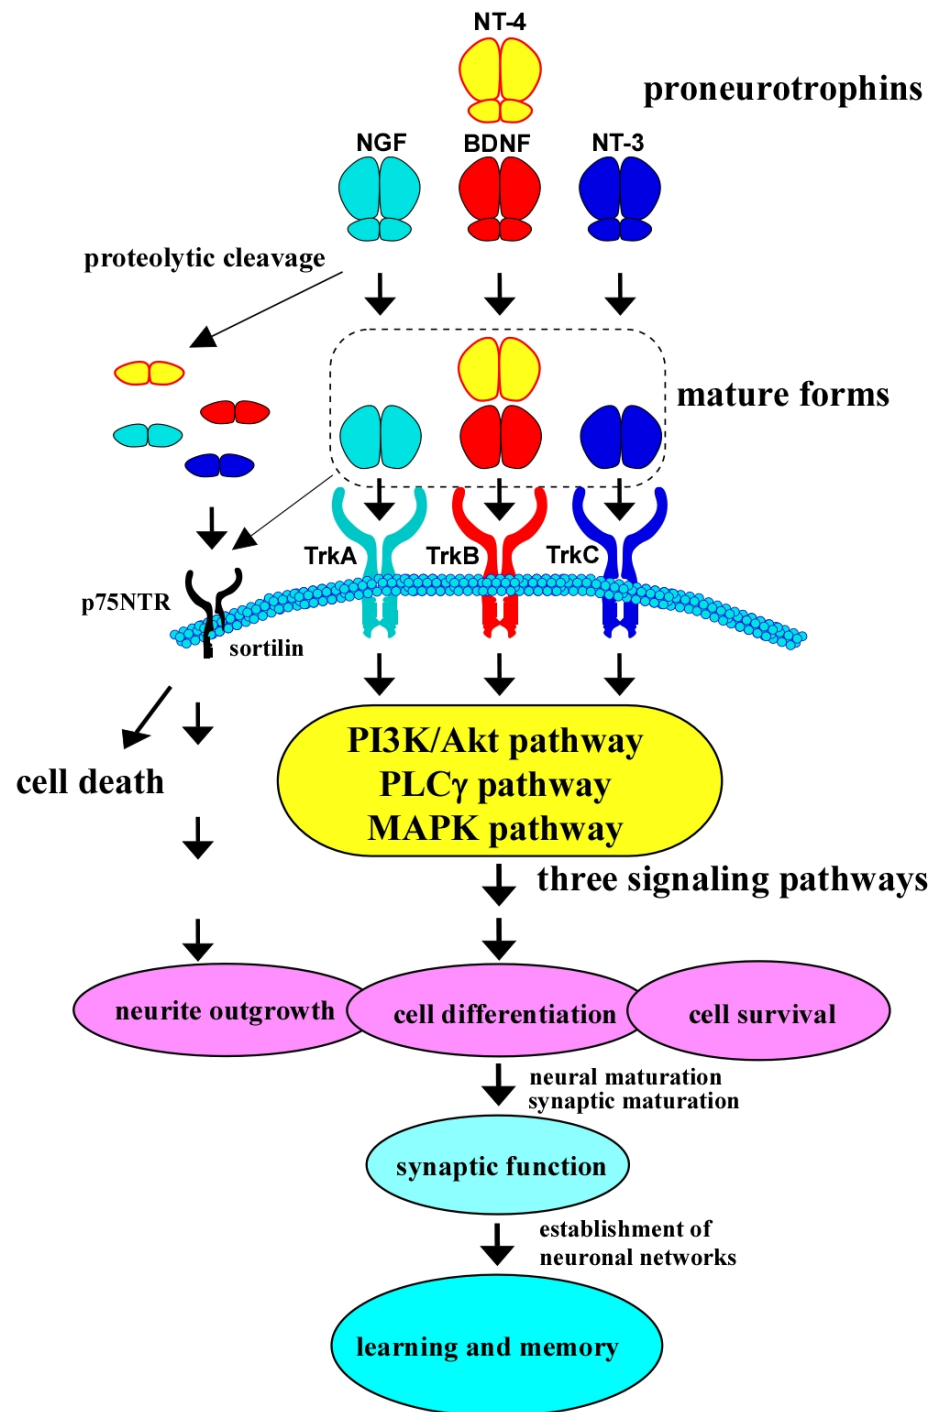 NT-4
proneurotrophins
NGF
BDNF
NT-3
proteolytic cleavage
mature forms
TrkA
TrkB
TrkC
p75NTR
sortilin
PI3K/Akt pathway
PLCγ pathway
MAPK pathway
cell death
three signaling pathways
neurite outgrowth
cell differentiation
cell survival
neural maturation
synaptic maturation
synaptic function
establishment of
neuronal networks
learning and memory